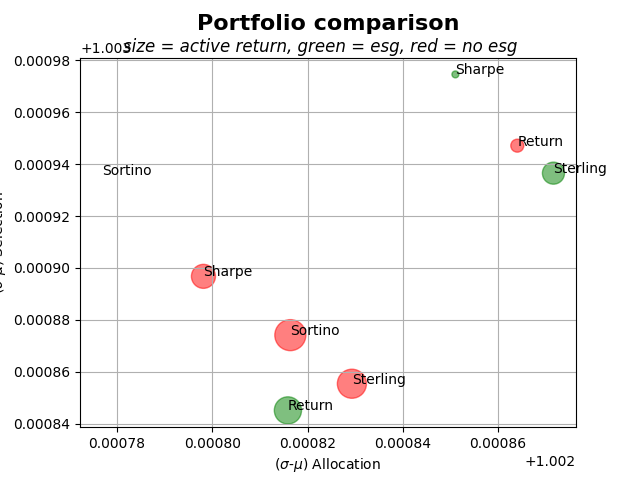 Portfolio comparison
size = active return, green = esg, red = no esg
0.00098
0.00096
0.00094
0.00092
0.00090
0.00088
0.00086
0.00084
Sharpe
Return
Sterling
Sortino
Sharpe
Sortino
Sterling
Return
0.00078 0.00080 0.00082 0.00084 0.00086
+1.002
(σ-μ) Allocation